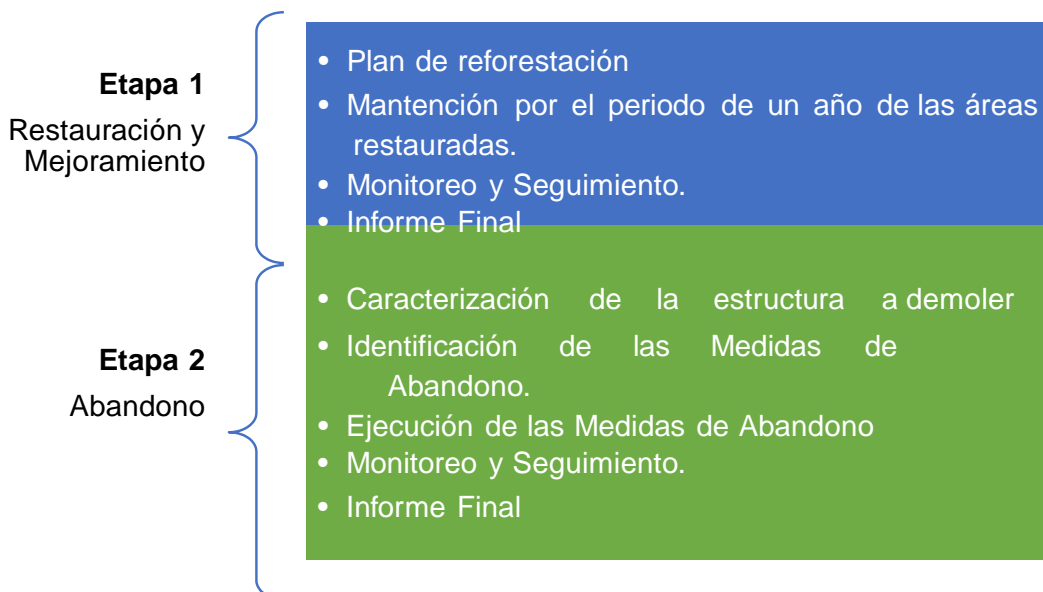 Etapa 1
Restauración y
Mejoramiento
• Plan de reforestación
• Mantención por el periodo de un año de las áreas
restauradas.
• Monitoreo y Seguimiento.
• Informe Final
Etapa 2
Abandono
• Caracterización de la estructura a demoler
• Identificación de las Medidas de
Abandono.
• Ejecución de las Medidas de Abandono
• Monitoreo y Seguimiento.
• Informe Final